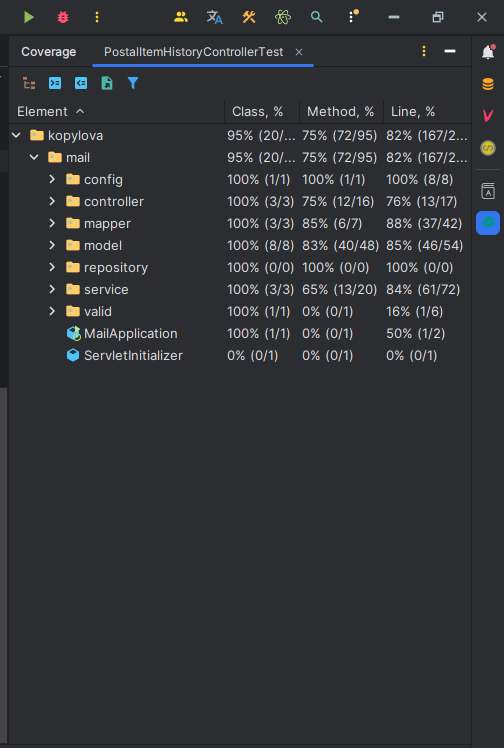 Coverage PostalItemHistoryControllerTest
Element Class, % Method, % Line, %
kopylova 95% (20/... 75% (72/95) 82% (167/2...
mail 95% (20/... 75% (72/95) 82% (167/2...
config 100% (1/1) 100% (1/1) 100% (8/8)
controller 100% (3/3) 75% (12/16) 76% (13/17)
mapper 100% (3/3) 85% (6/7) 88% (37/42)
model 100% (8/8) 83% (40/48) 85% (46/54)
repository 100% (0/0) 100% (0/0) 100% (0/0)
service 100% (3/3) 65% (13/20) 84% (61/72)
valid 100% (1/1) 0% (0/1) 16% (1/6)
MailApplication 100% (1/1) 0% (0/1) 50% (1/2)
ServletInitializer 0% (0/1) 0% (0/1) 0% (0/1)